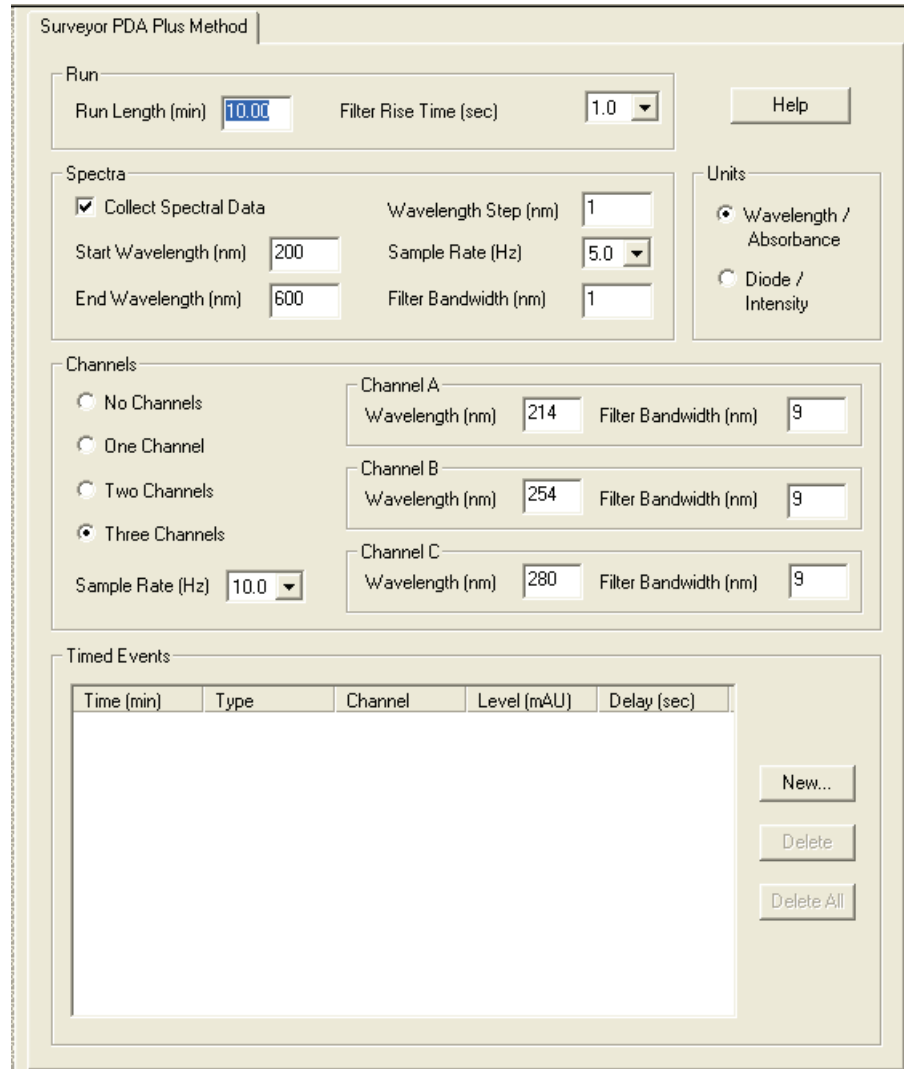 Surveyor PDA Plus Method
Run
Run Length (min) 10.00 Filter Rise Time (sec) 1.0 Help
Spectra
Collect Spectral Data Wavelength Step (nm) 1
Start Wavelength (nm) 200 Sample Rate (Hz) 5.0
End Wavelength (nm) 600 Filter Bandwidth (nm) 1
Units
Wavelength /
Absorbance
Diode /
Intensity
Channels
No Channels
One Channel
Two Channels
Three Channels
Sample Rate (Hz) 10.0
Channel A
Wavelength (nm) 214 Filter Bandwidth (nm) 9
Channel B
Wavelength (nm) 254 Filter Bandwidth (nm) 9
Channel C
Wavelength (nm) 280 Filter Bandwidth (nm) 9
Timed Events
Time (min) Type Channel Level (mAU) Delay (sec)
New...
Delete
Delete All